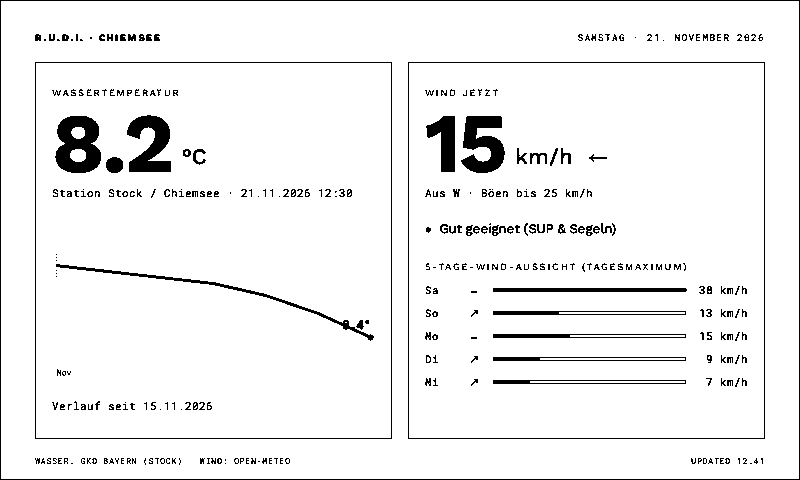 R.U.D.I. · CHIEMSEE
SAMSTAG · 21. NOVEMBER 2026
WASSERTEMPERATUR
8.2 °C
Station Stock / Chiemsee · 21.11.2026 12:30
8.4°
Nov
Verlauf seit 15.11.2026
WIND JETZT
15 km/h ←
Aus W · Böen bis 25 km/h
• Gut geeignet (SUP & Segeln)
5-TAGE-WIND-AUSSICHT (TAGESMAXIMUM)
Sa → 38 km/h
So ↗ 13 km/h
Mo → 15 km/h
Di ↗ 9 km/h
Mi ↗ 7 km/h
WASSER: GKD BAYERN (STOCK) WIND: OPEN-METEO
UPDATED 12:41